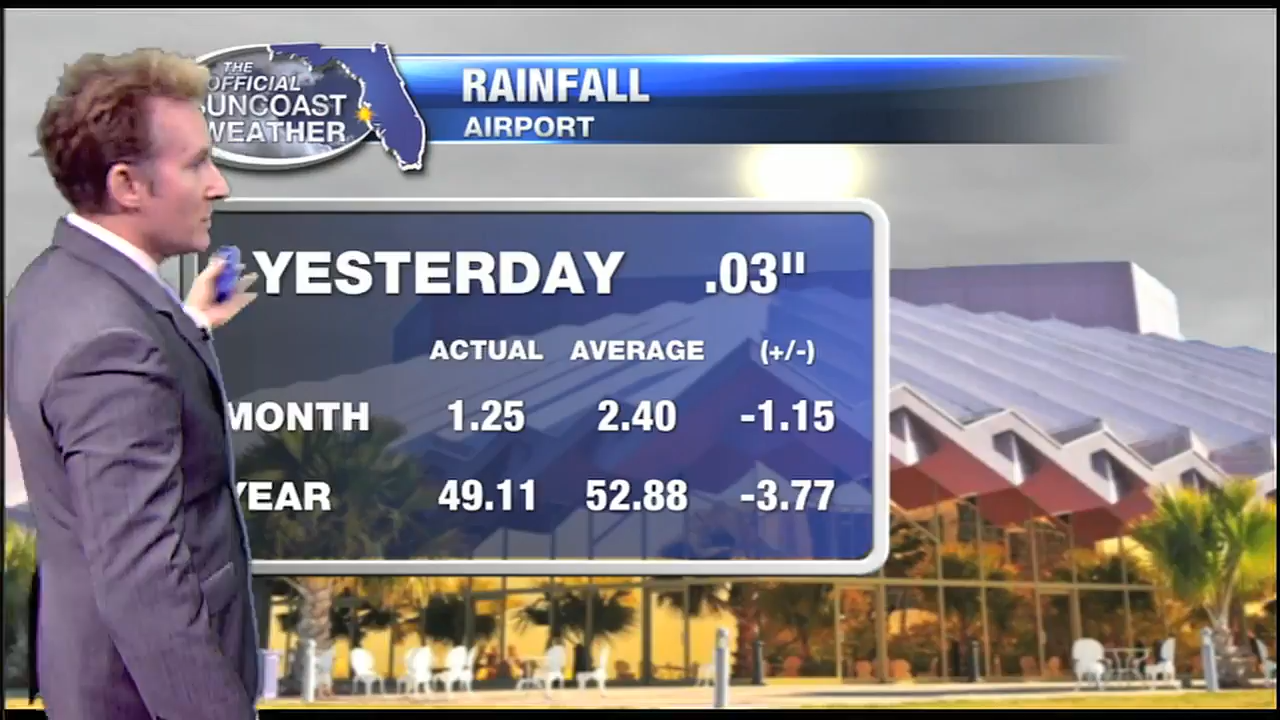 THE
OFFICIAL
SUNCOAST
WEATHER
RAINFALL
AIRPORT
YESTERDAY .03"
ACTUAL AVERAGE (+/-)
MONTH 1.25 2.40 -1.15
YEAR 49.11 52.88 -3.77